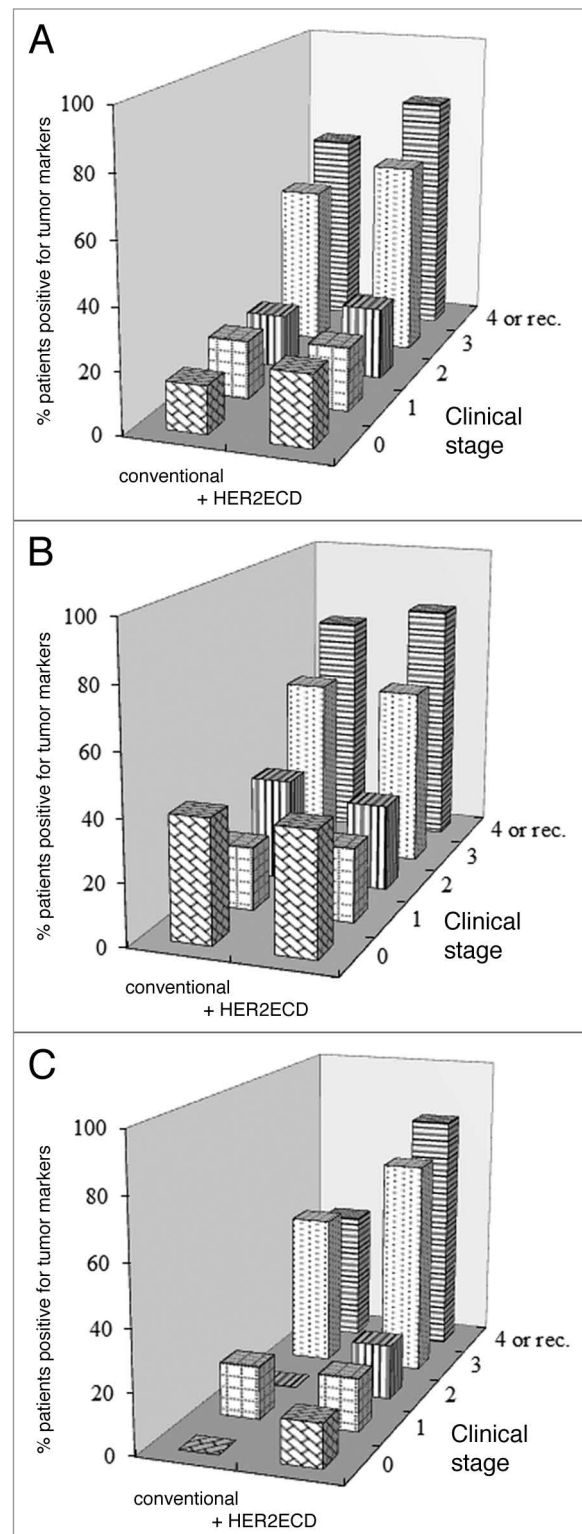 A
% patients positive for tumor markers
100
80
60
40
20
0
conventional
+ HER2ECD
0
1
2
3
4 or rec.
Clinical
stage
B
% patients positive for tumor markers
100
80
60
40
20
0
conventional
+ HER2ECD
0
1
2
3
4 or rec.
Clinical
stage
C
% patients positive for tumor markers
100
80
60
40
20
0
conventional
+ HER2ECD
0
1
2
3
4 or rec.
Clinical
stage